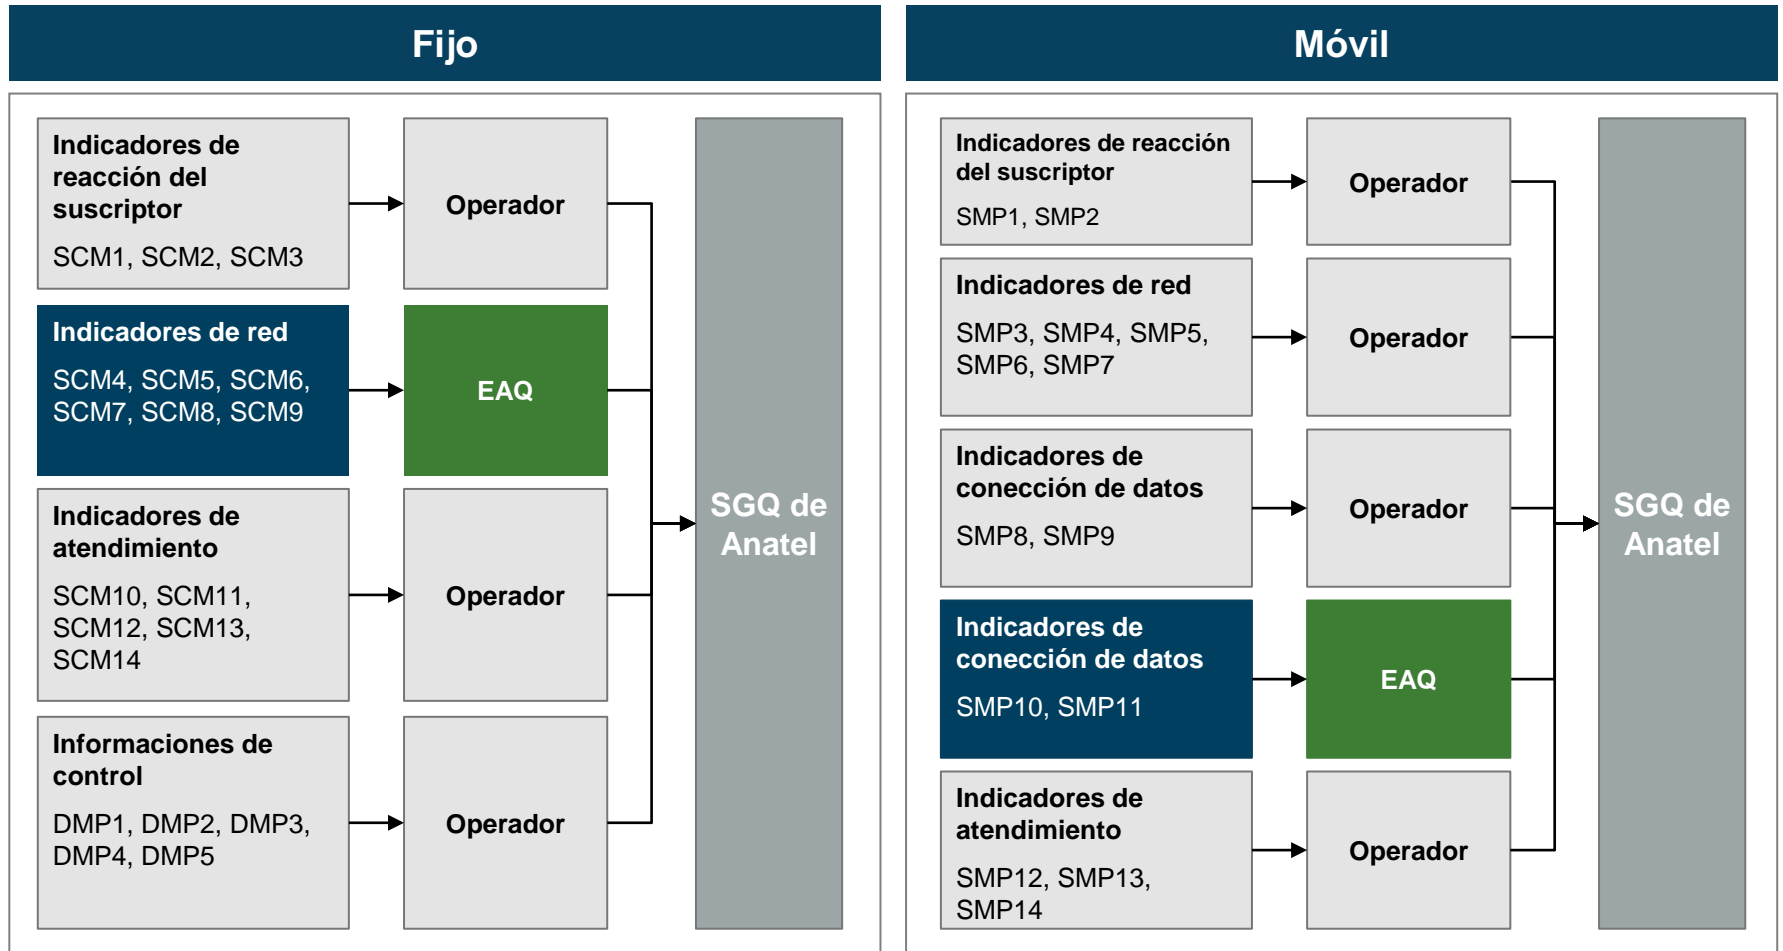 Fijo
Indicadores de
reacción del
suscriptor
SCM1, SCM2, SCM3
Operador
Indicadores de red
SCM4, SCM5, SCM6,
SCM7, SCM8, SCM9
EAQ
Indicadores de
atendimiento
SCM10, SCM11,
SCM12, SCM13,
SCM14
Operador
Informaciones de
control
DMP1, DMP2, DMP3,
DMP4, DMP5
Operador
SGQ de
Anatel
Móvil
Indicadores de reacción
del suscriptor
SMP1, SMP2
Operador
Indicadores de red
SMP3, SMP4, SMP5,
SMP6, SMP7
Operador
Indicadores de
conección de datos
SMP8, SMP9
Operador
Indicadores de
conección de datos
SMP10, SMP11
EAQ
Indicadores de
atendimiento
SMP12, SMP13,
SMP14
Operador
SGQ de
Anatel